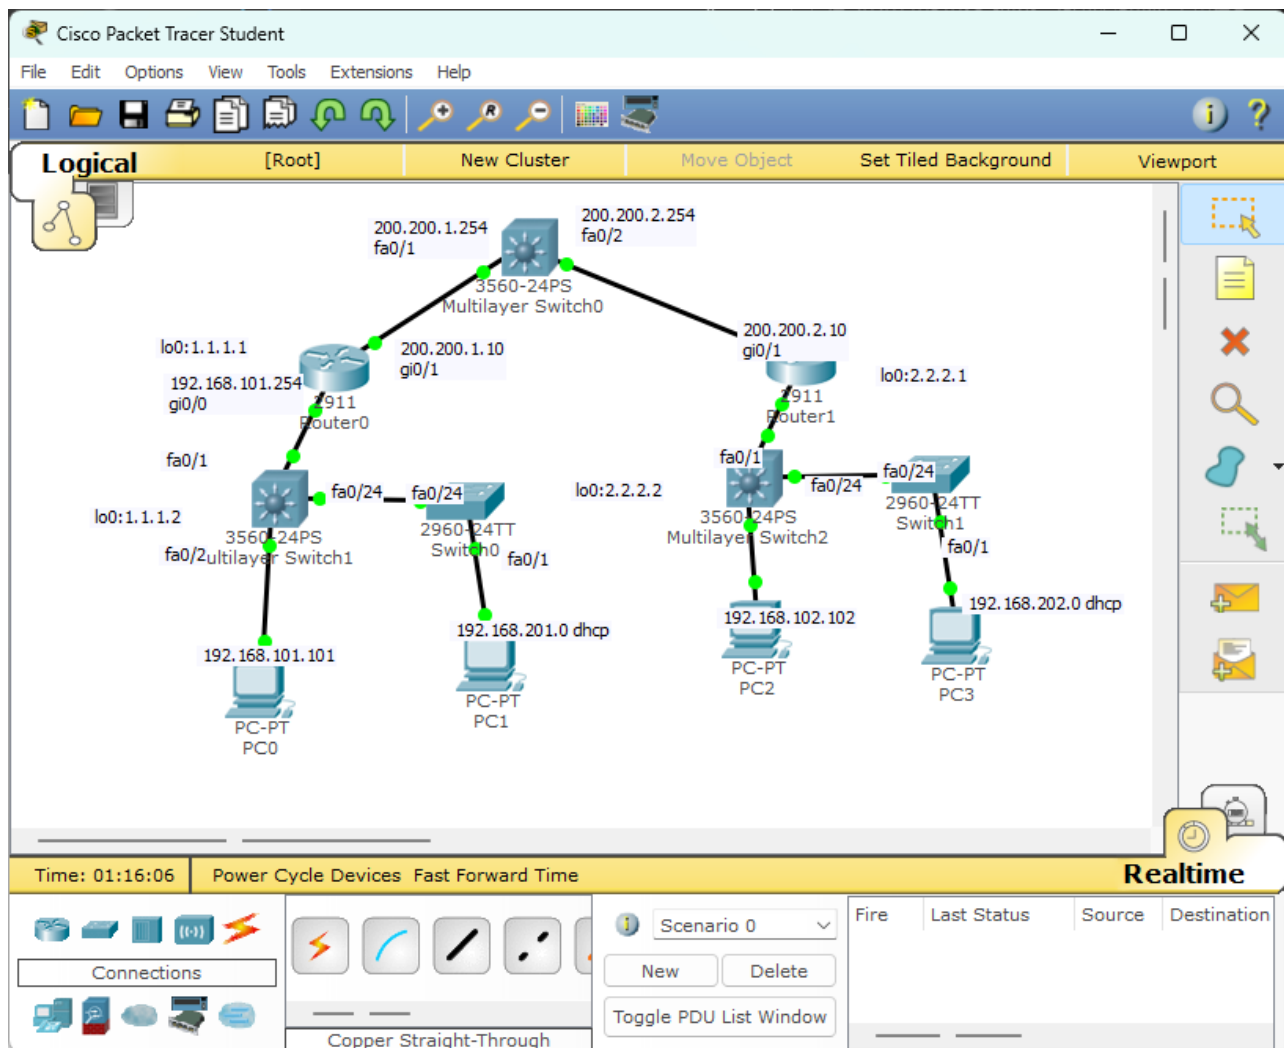 Cisco Packet Tracer Student
File Edit Options View Tools Extensions Help
Logical [Root] New Cluster Move Object Set Tiled Background Viewport
200.200.1.254
fa0/1
200.200.2.254
fa0/2
3560-24PS
Multilayer Switch0
lo0:1.1.1.1
200.200.1.10
gi0/1
192.168.101.254
gi0/0
2911
Router0
200.200.2.10
gi0/1
lo0:2.2.2.1
2911
Router1
fa0/1
fa0/24
fa0/24
lo0:1.1.1.2
3560-24PS
ultilayer Switch1
fa0/2
2960-24TT
Switch0
fa0/1
fa0/1
fa0/24
fa0/24
lo0:2.2.2.2
3560-24PS
Multilayer Switch2
2960-24TT
Switch1
fa0/1
192.168.101.101
PC-PT
PC0
192.168.201.0 dhcp
PC-PT
PC1
192.168.102.102
PC-PT
PC2
192.168.202.0 dhcp
PC-PT
PC3
Time: 01:16:06 Power Cycle Devices Fast Forward Time Realtime
Connections
Copper Straight-Through
Scenario 0
New Delete
Toggle PDU List Window
Fire Last Status Source Destination